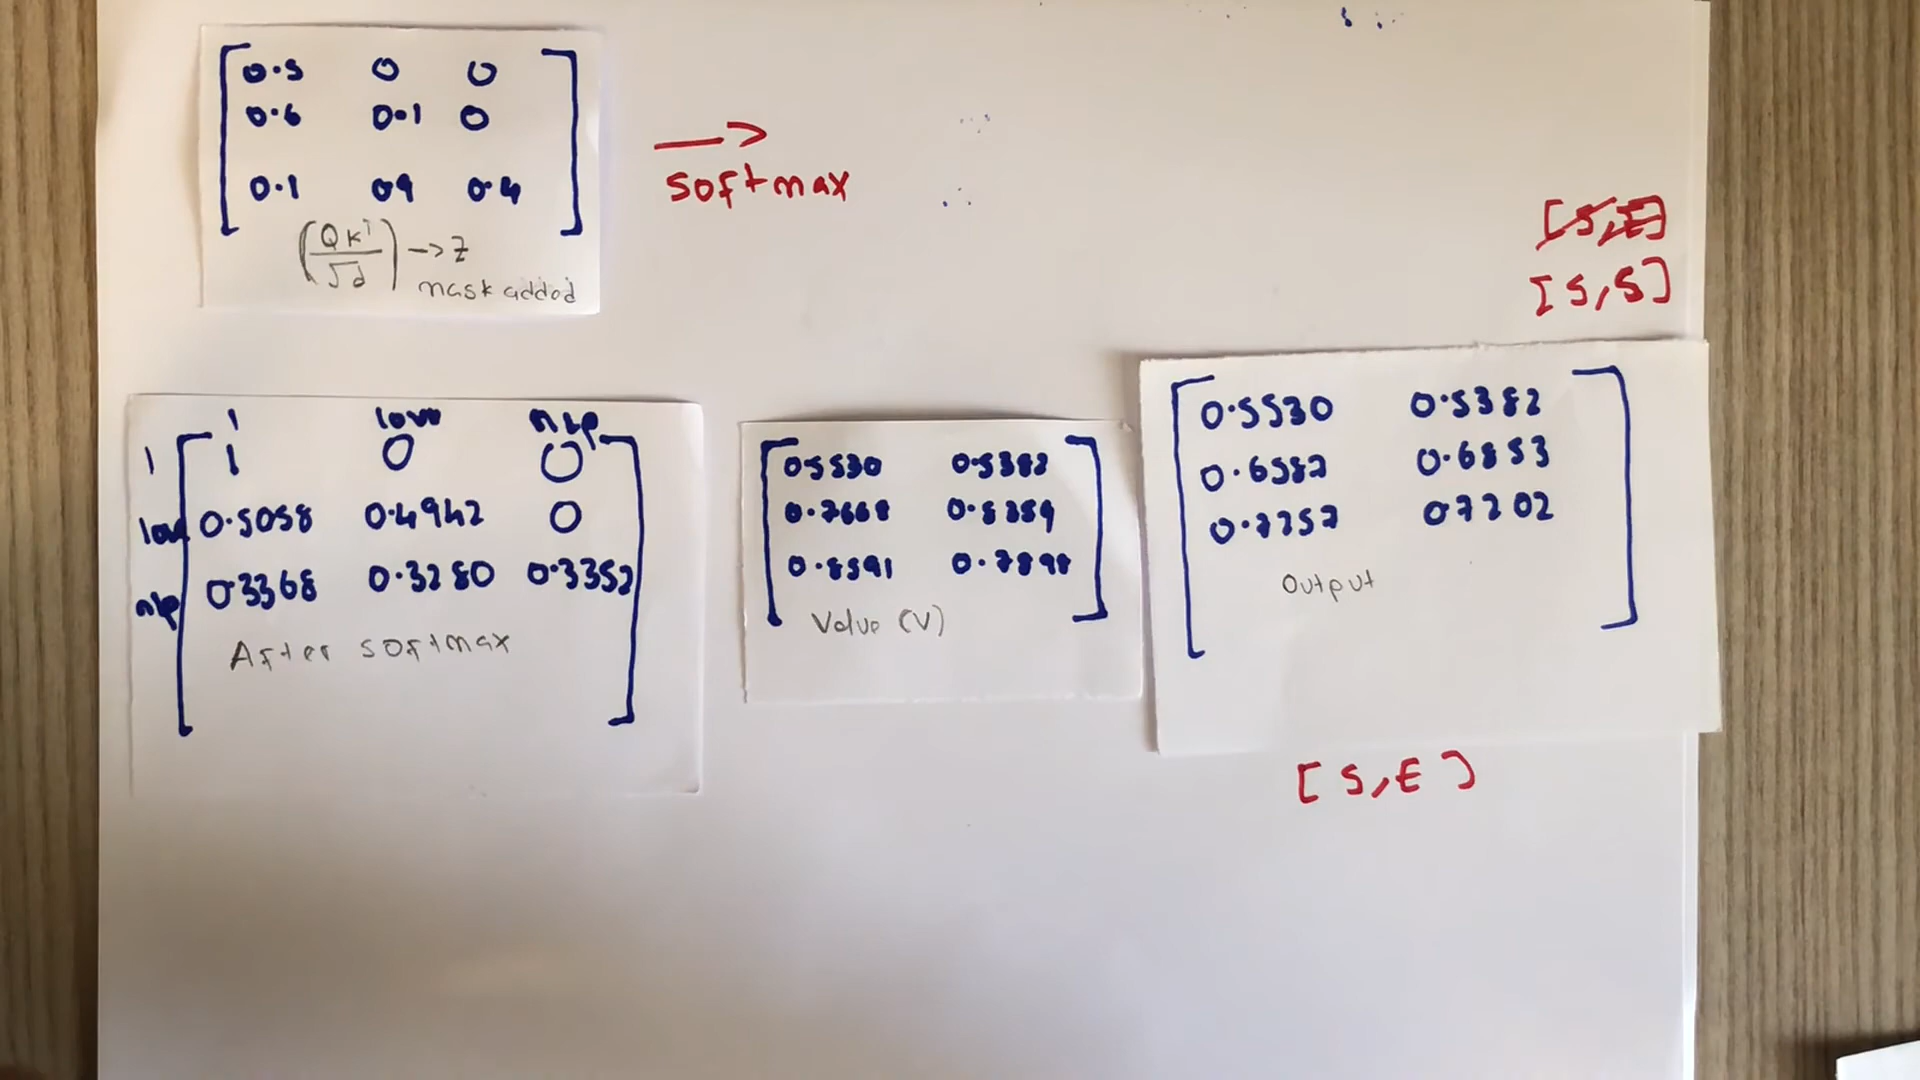 0.5 0 0
0.6 0.1 0
0.1 0.9 0.4
(QKᵀ/√d) → Z
mask added
→
softmax
[S,E]
[S,S]
i love nlp
i 1 0 0
love 0.5058 0.4942 0
nlp 0.3368 0.3280 0.3352
After softmax
0.5530 0.5382
0.7668 0.8359
0.8591 0.7898
Value (V)
0.5530 0.5382
0.6587 0.6853
0.7257 0.7202
Output
[S,E]